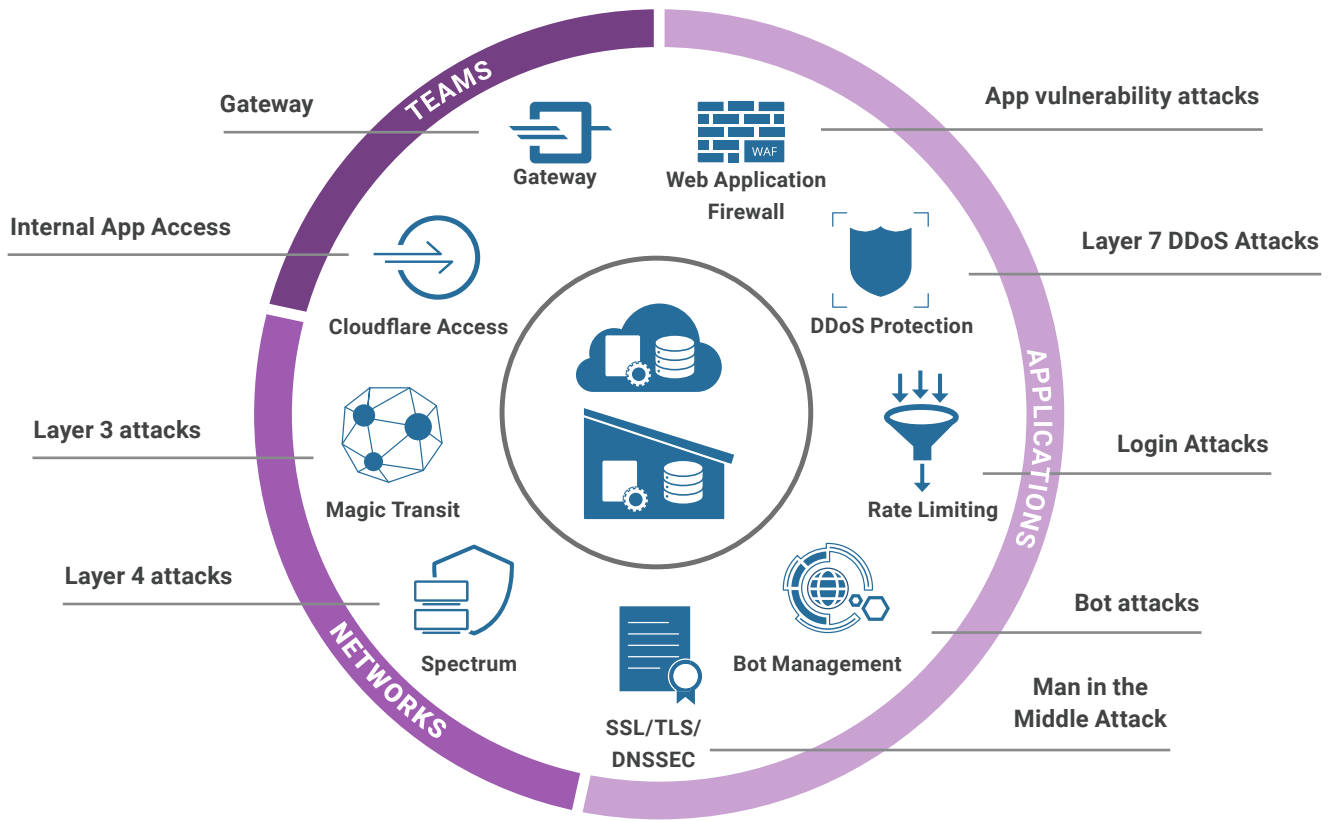 TEAMS
Gateway
App vulnerability attacks
WAF
Gateway
Web Application
Firewall
Internal App Access
Layer 7 DDoS Attacks
Cloudflare Access
DDoS Protection
APPLICATIONS
Layer 3 attacks
Login Attacks
Magic Transit
Rate Limiting
Layer 4 attacks
Bot attacks
NETWORKS
Spectrum
Bot Management
Man in the
Middle Attack
SSL/TLS/
DNSSEC